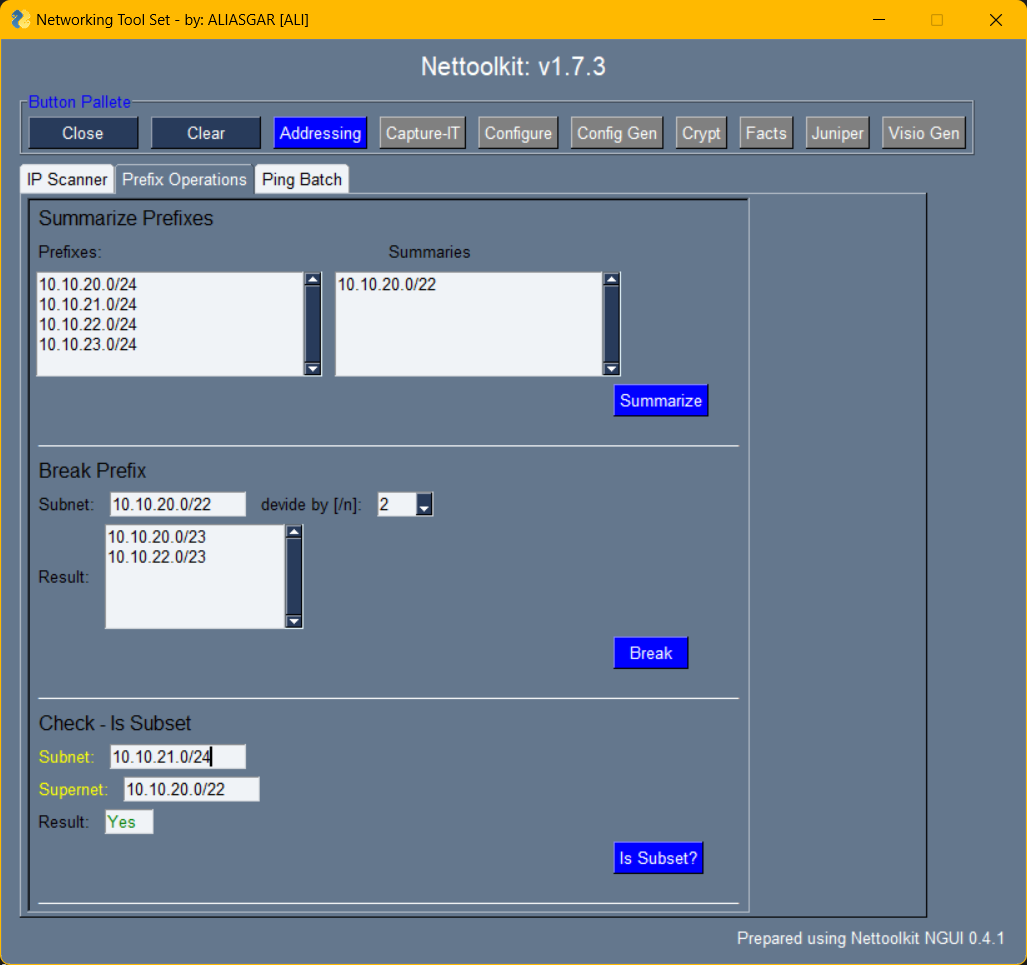 Networking Tool Set - by: ALIASGAR [ALI]
Nettoolkit: v1.7.3
Button Pallete
Close Clear Addressing Capture-IT Configure Config Gen Crypt Facts Juniper Visio Gen
IP Scanner Prefix Operations Ping Batch
Summarize Prefixes
Prefixes: Summaries
10.10.20.0/24 10.10.20.0/22
10.10.21.0/24
10.10.22.0/24
10.10.23.0/24
Summarize
Break Prefix
Subnet: 10.10.20.0/22 devide by [/n]: 2
10.10.20.0/23
10.10.22.0/23
Result:
Break
Check - Is Subset
Subnet: 10.10.21.0/24
Supernet: 10.10.20.0/22
Result: Yes
Is Subset?
Prepared using Nettoolkit NGUI 0.4.1